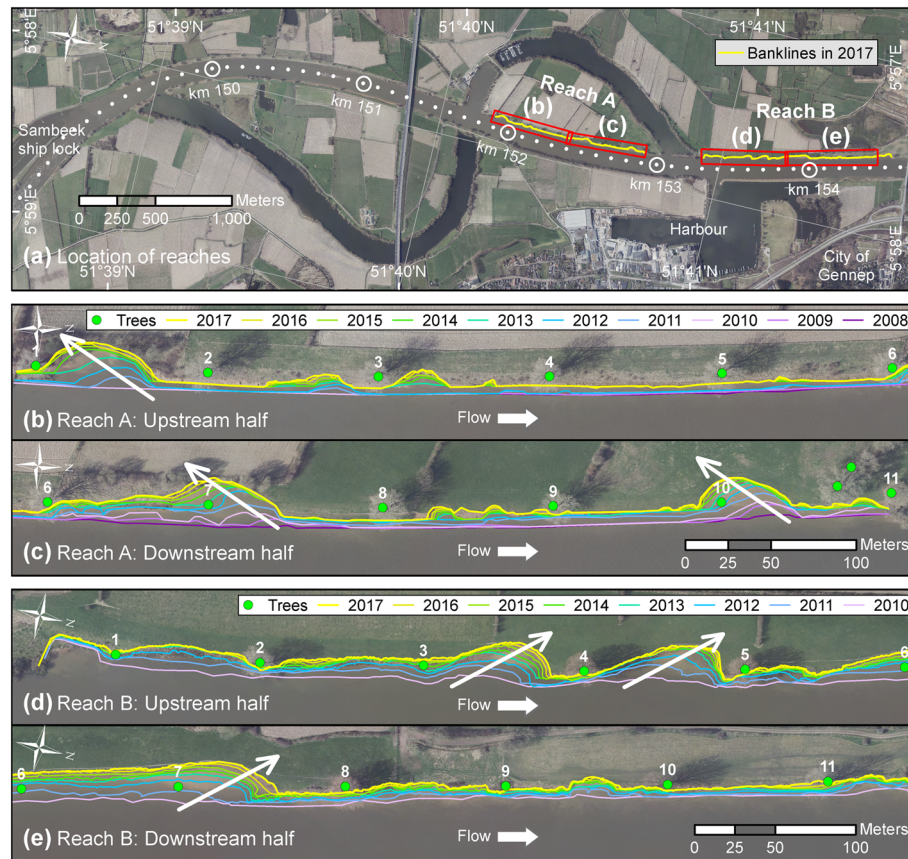 51°39'N
51°40'N
51°41'N
5°58'E
5°57'E
N
Banklines in 2017
Reach A
(b)
(c)
Reach B
(d)
(e)
km 150
km 151
km 152
km 153
km 154
Sambeek
ship lock
Meters
0 250 500 1,000
5°59'E
5°58'E
Harbour
City of
Gennep
(a) Location of reaches
51°39'N
51°40'N
51°41'N
Trees 2017 2016 2015 2014 2013 2012 2011 2010 2009 2008
N
1 2 3 4 5 6
(b) Reach A: Upstream half
Flow
N
6 7 8 9 10 11
(c) Reach A: Downstream half
Flow
Meters
0 25 50 100
Trees 2017 2016 2015 2014 2013 2012 2011 2010
N
1 2 3 4 5 6
(d) Reach B: Upstream half
Flow
N
6 7 8 9 10 11
(e) Reach B: Downstream half
Flow
Meters
0 25 50 100